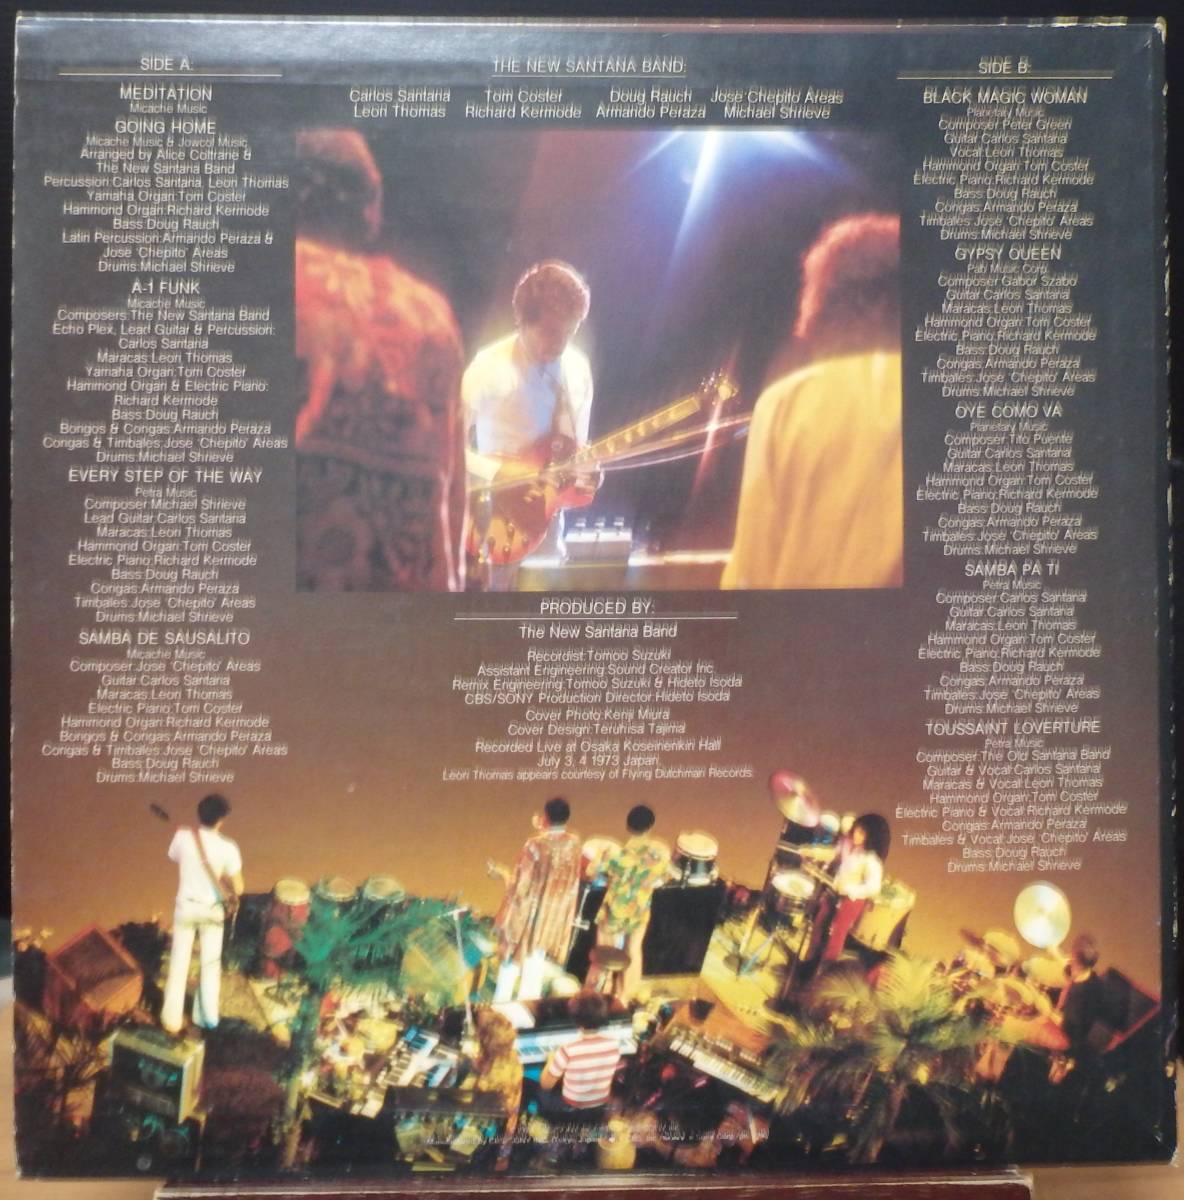 SIDE A:
MEDITATION
Micache Music
GOING HOME
Micache Music & Jowcol Music
Arranged by Alice Coltrane &
The New Santana Band
Percussion:Carlos Santana, Leon Thomas
Yamaha Organ:Tom Coster
Hammond Organ:Richard Kermode
Bass:Doug Rauch
Latin Percussion:Armando Peraza &
Jose 'Chepito' Areas
Drums:Michael Shrieve
A-1 FUNK
Micache Music
Composers:The New Santana Band
Echo Plex, Lead Guitar & Percussion:
Carlos Santana
Maracas:Leon Thomas
Yamaha Organ:Tom Coster
Hammond Organ & Electric Piano:
Richard Kermode
Bass:Doug Rauch
Bongos & Congas:Armando Peraza
Congas & Timbales:Jose 'Chepito' Areas
Drums:Michael Shrieve
EVERY STEP OF THE WAY
Petra Music
Composer:Michael Shrieve
Lead Guitar:Carlos Santana
Maracas:Leon Thomas
Hammond Organ:Tom Coster
Electric Piano:Richard Kermode
Bass:Doug Rauch
Congas:Armando Peraza
Timbales:Jose 'Chepito' Areas
Drums:Michael Shrieve
SAMBA DE SAUSALITO
Micache Music
Composer:Jose 'Chepito' Areas
Guitar:Carlos Santana
Maracas:Leon Thomas
Electric Piano:Tom Coster
Hammond Organ:Richard Kermode
Bongos & Congas:Armando Peraza
Congas & Timbales:Jose 'Chepito' Areas
Bass:Doug Rauch
Drums:Michael Shrieve
THE NEW SANTANA BAND:
Carlos Santana Tom Coster Doug Rauch Jose 'Chepito' Areas
Leon Thomas Richard Kermode Armando Peraza Michael Shrieve
PRODUCED BY:
The New Santana Band
Recordist:Tomoo Suzuki
Assistant Engineering:Sound Creator Inc.
Remix Engineering:Tomoo Suzuki & Hideto Isoda
CBS/SONY Production Director:Hideto Isoda
Cover Photo:Kenji Miura
Cover Design:Teruhisa Tajima
Recorded Live at Osaka Koseinenkin Hall
July 3, 4 1973 Japan.
Leon Thomas appears courtesy of Flying Dutchman Records.
SIDE B:
BLACK MAGIC WOMAN
Planetary Music
Composer:Peter Green
Guitar:Carlos Santana
Vocal:Leon Thomas
Hammond Organ:Tom Coster
Electric Piano:Richard Kermode
Bass:Doug Rauch
Congas:Armando Peraza
Timbales:Jose 'Chepito' Areas
Drums:Michael Shrieve
GYPSY QUEEN
Pab Music Corp.
Composer:Gabor Szabo
Guitar:Carlos Santana
Maracas:Leon Thomas
Hammond Organ:Tom Coster
Electric Piano:Richard Kermode
Bass:Doug Rauch
Congas:Armando Peraza
Timbales:Jose 'Chepito' Areas
Drums:Michael Shrieve
OYE COMO VA
Planetary Music
Composer:Tito Puente
Guitar:Carlos Santana
Maracas:Leon Thomas
Hammond Organ:Tom Coster
Electric Piano:Richard Kermode
Bass:Doug Rauch
Congas:Armando Peraza
Timbales:Jose 'Chepito' Areas
Drums:Michael Shrieve
SAMBA PA TI
Petra Music
Composer:Carlos Santana
Guitar:Carlos Santana
Maracas:Leon Thomas
Hammond Organ:Tom Coster
Electric Piano:Richard Kermode
Bass:Doug Rauch
Congas:Armando Peraza
Timbales:Jose 'Chepito' Areas
Drums:Michael Shrieve
TOUSSAINT LOVERTURE
Petra Music
Composer:The Old Santana Band
Guitar & Vocal:Carlos Santana
Maracas & Vocal:Leon Thomas
Hammond Organ:Tom Coster
Electric Piano & Vocal:Richard Kermode
Congas:Armando Peraza
Timbales & Vocal:Jose 'Chepito' Areas
Bass:Doug Rauch
Drums:Michael Shrieve